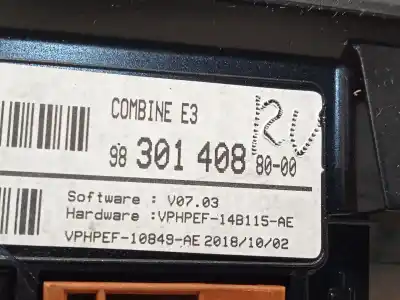 COMBINE E3
98 301 408 80-00
Software : V07.03
Hardware :VPHPEF-14B115-AE
VPHPEF-10849-AE 2018/10/02